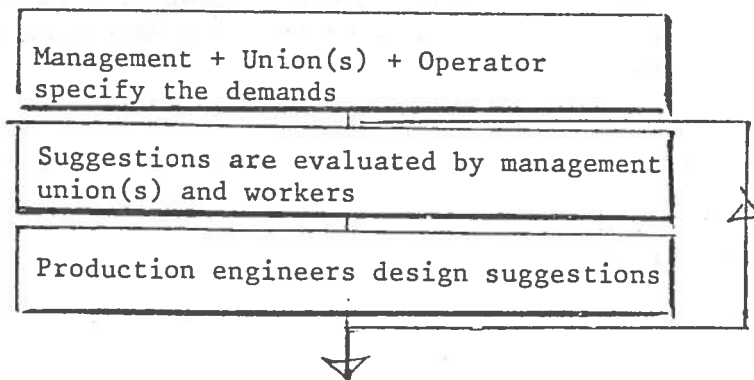 Management + Union(s) + Operator
specify the demands
Suggestions are evaluated by management
union(s) and workers
Production engineers design suggestions